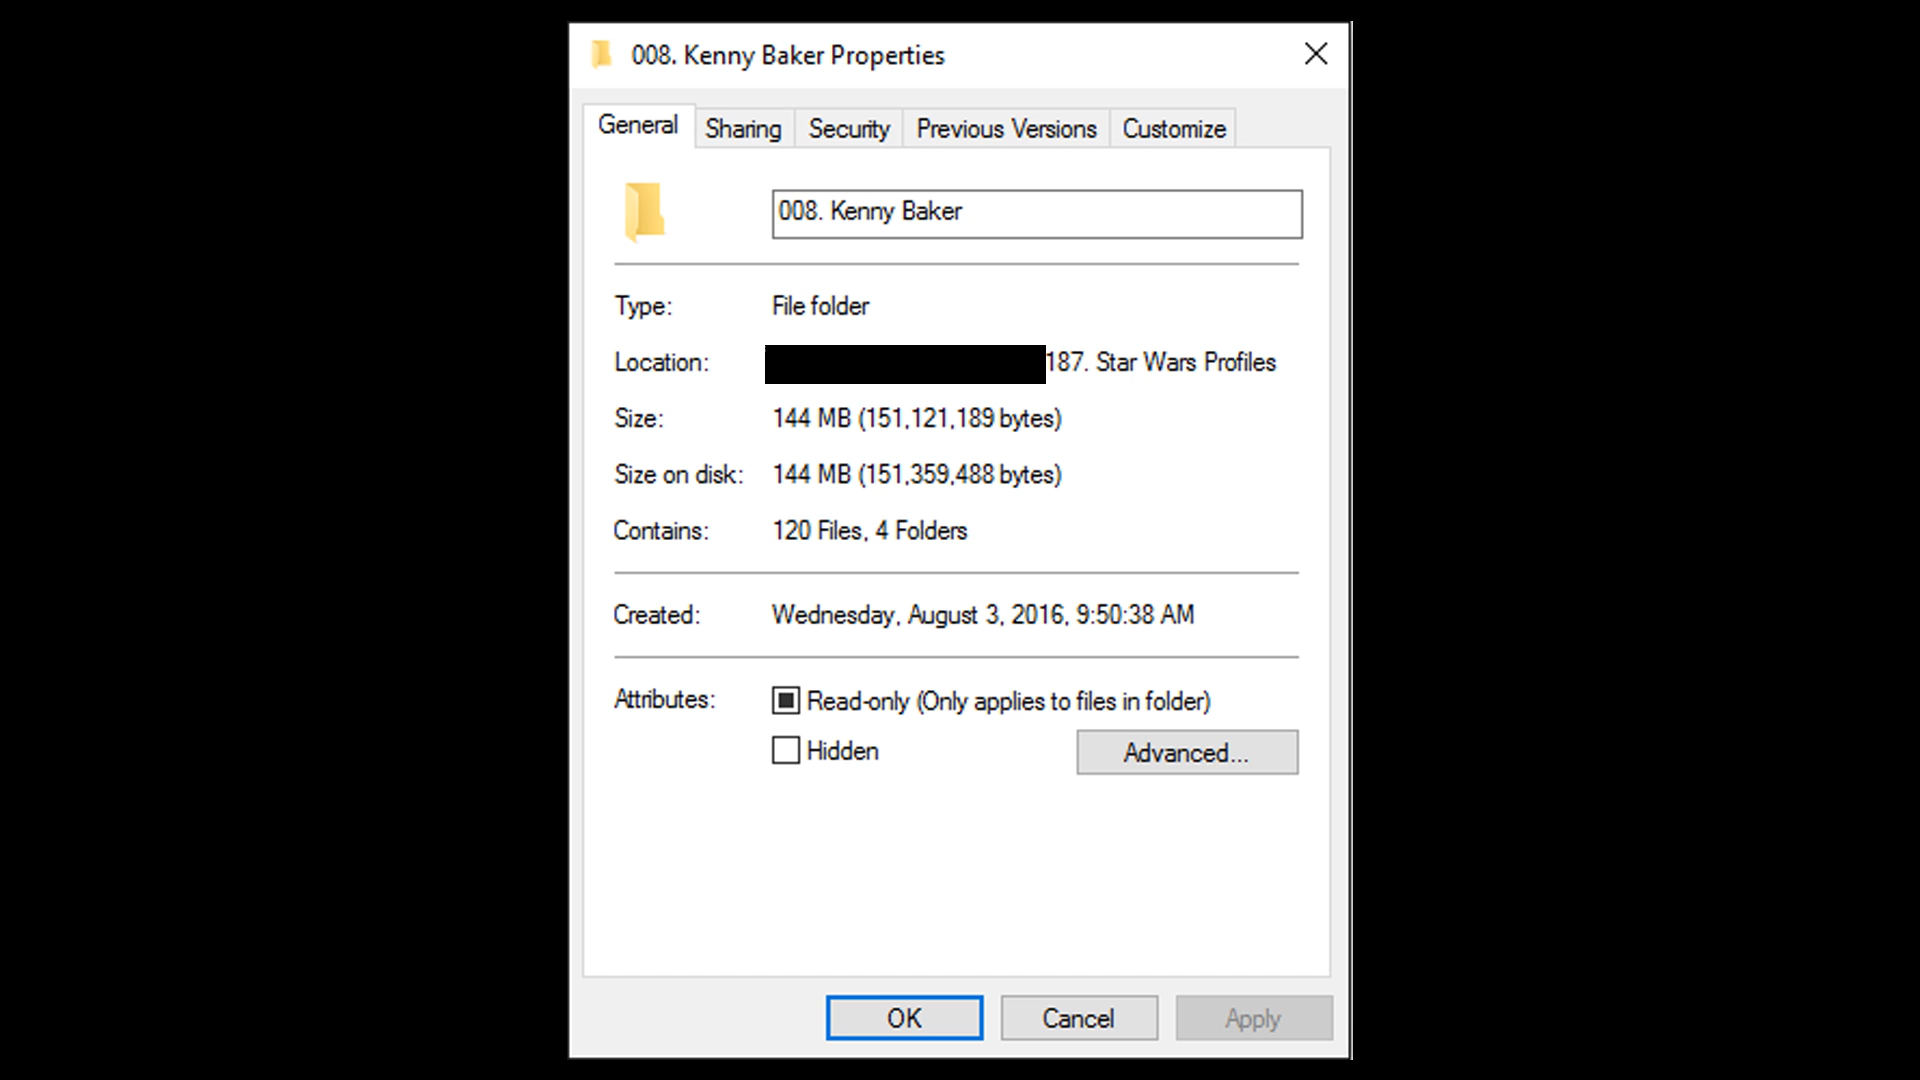 008. Kenny Baker Properties
General Sharing Security Previous Versions Customize
008. Kenny Baker
Type: File folder
Location: 187. Star Wars Profiles
Size: 144 MB (151,121,189 bytes)
Size on disk: 144 MB (151,359,488 bytes)
Contains: 120 Files, 4 Folders
Created: Wednesday, August 3, 2016, 9:50:38 AM
Attributes: Read-only (Only applies to files in folder)
Hidden Advanced...
OK Cancel Apply